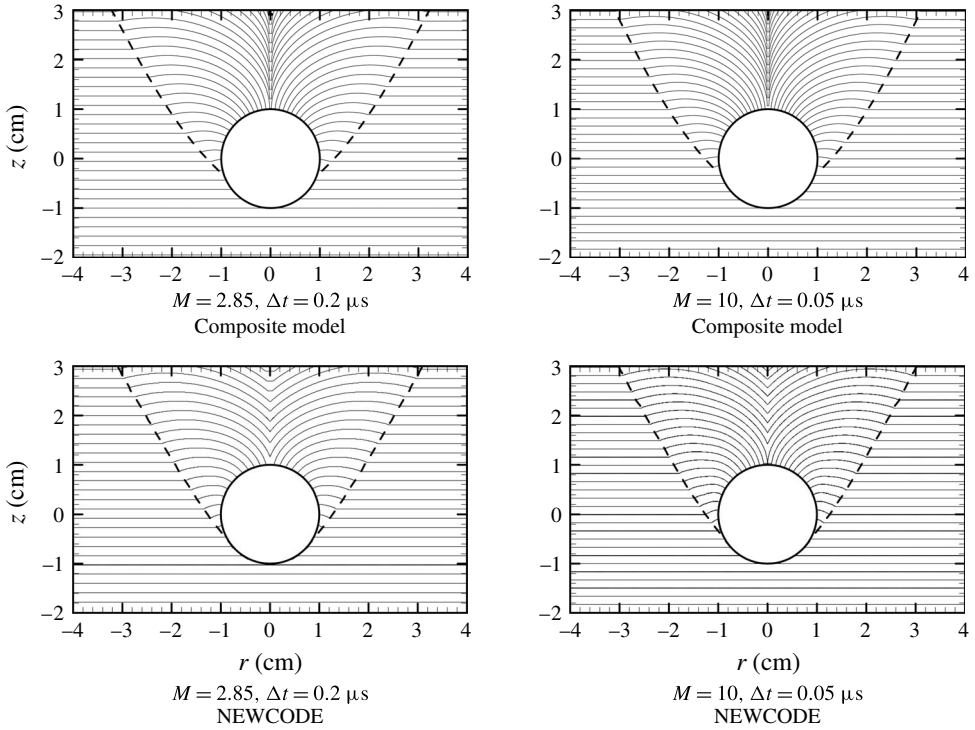 3
2
1
0
–1
–2
z (cm)
–4 –3 –2 –1 0 1 2 3 4
M = 2.85, Δt = 0.2 μs
Composite model
3
2
1
0
–1
–2
–4 –3 –2 –1 0 1 2 3 4
M = 10, Δt = 0.05 μs
Composite model
3
2
1
0
–1
–2
z (cm)
–4 –3 –2 –1 0 1 2 3 4
r (cm)
M = 2.85, Δt = 0.2 μs
NEWCODE
3
2
1
0
–1
–2
–4 –3 –2 –1 0 1 2 3 4
r (cm)
M = 10, Δt = 0.05 μs
NEWCODE